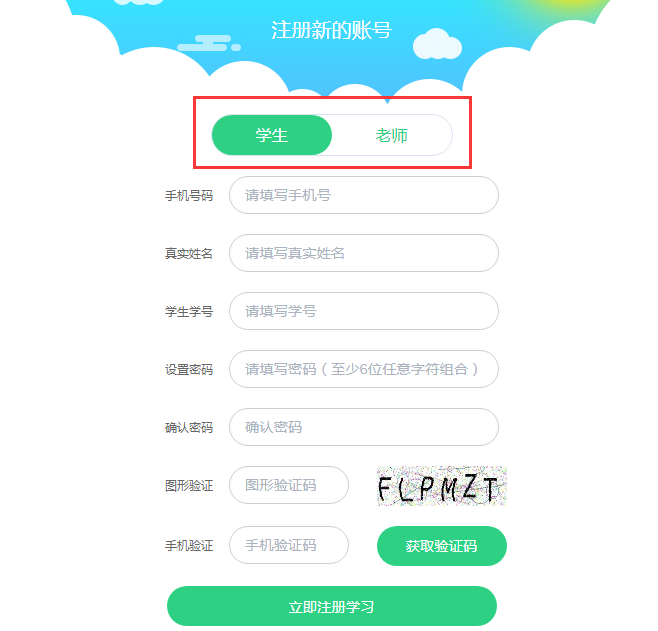 注册新的账号
学生 老师
手机号码 请填写手机号
真实姓名 请填写真实姓名
学生学号 请填写学号
设置密码 请填写密码(至少6位任意字符组合)
确认密码 确认密码
图形验证 图形验证码 FLPMZT
手机验证 手机验证码 获取验证码
立即注册学习